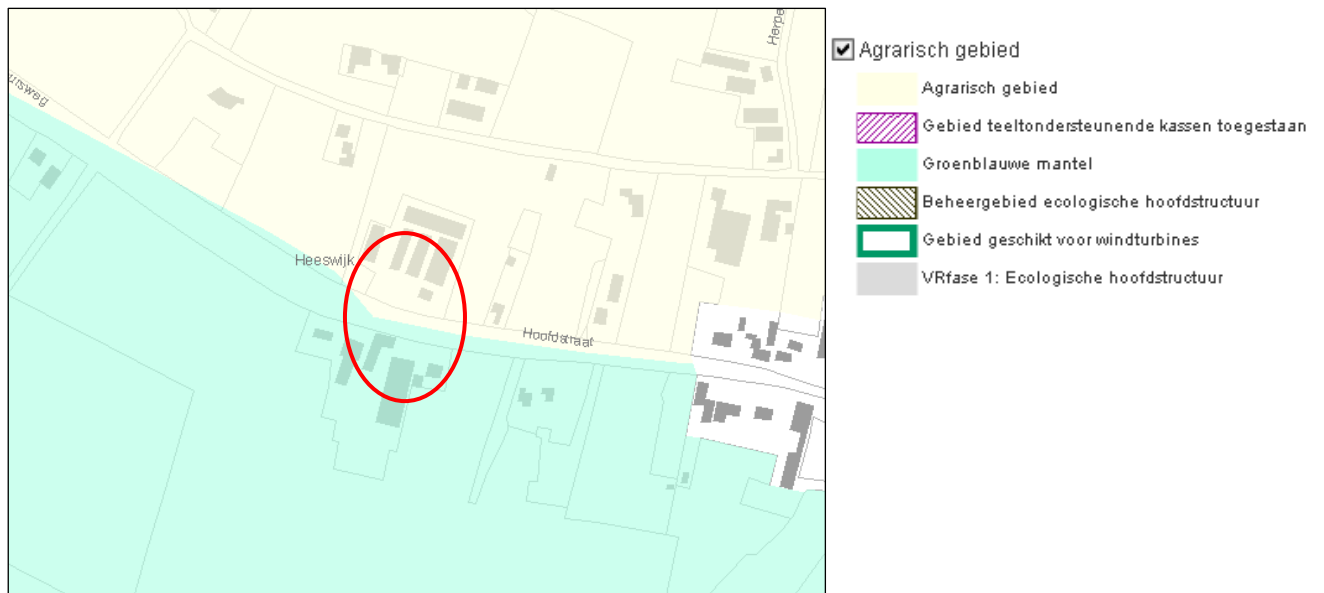 Herpe
Agrarisch gebied
Agrarisch gebied
Gebied teeltondersteunende kassen toegestaan
Groenblauwe mantel
Beheergebied ecologische hoofdstructuur
Gebied geschikt voor windturbines
VRfase 1: Ecologische hoofdstructuur
Heeswijk
Hoofdstraat